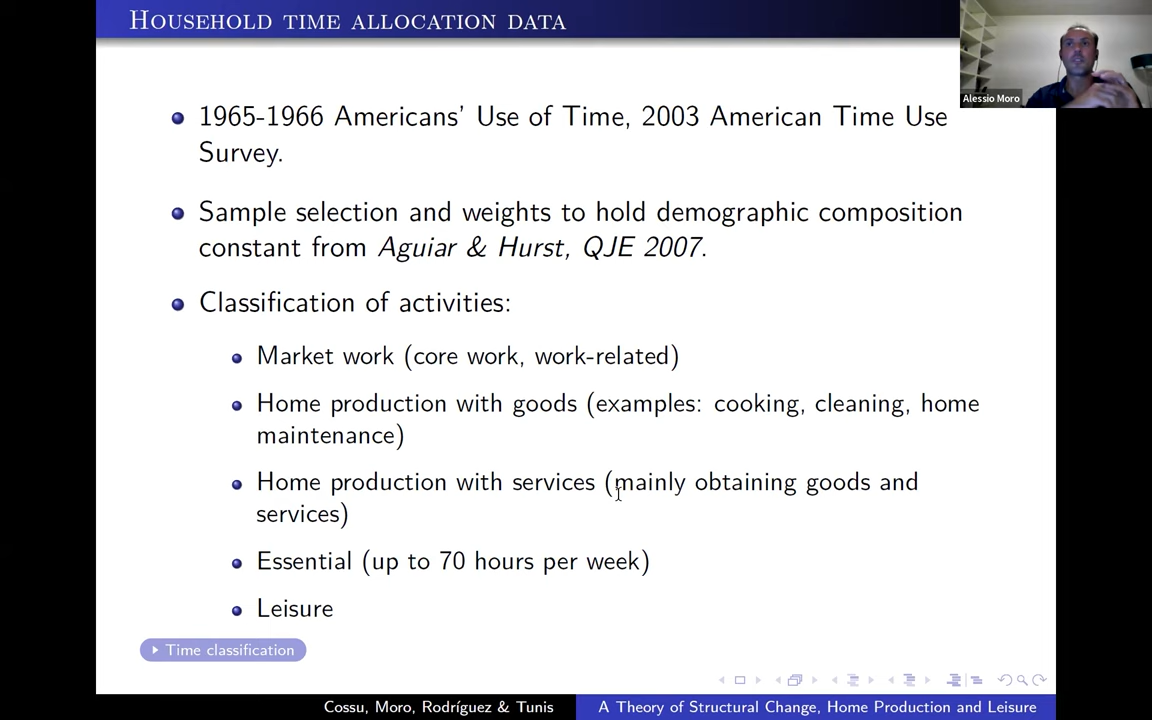 HOUSEHOLD TIME ALLOCATION DATA
Alessio Moro
1965-1966 Americans' Use of Time, 2003 American Time Use
Survey.
Sample selection and weights to hold demographic composition
constant from Aguiar & Hurst, QJE 2007.
Classification of activities:
Market work (core work, work-related)
Home production with goods (examples: cooking, cleaning, home
maintenance)
Home production with services (mainly obtaining goods and
services)
Essential (up to 70 hours per week)
Leisure
Time classification
Cossu, Moro, Rodríguez & Tunis
A Theory of Structural Change, Home Production and Leisure